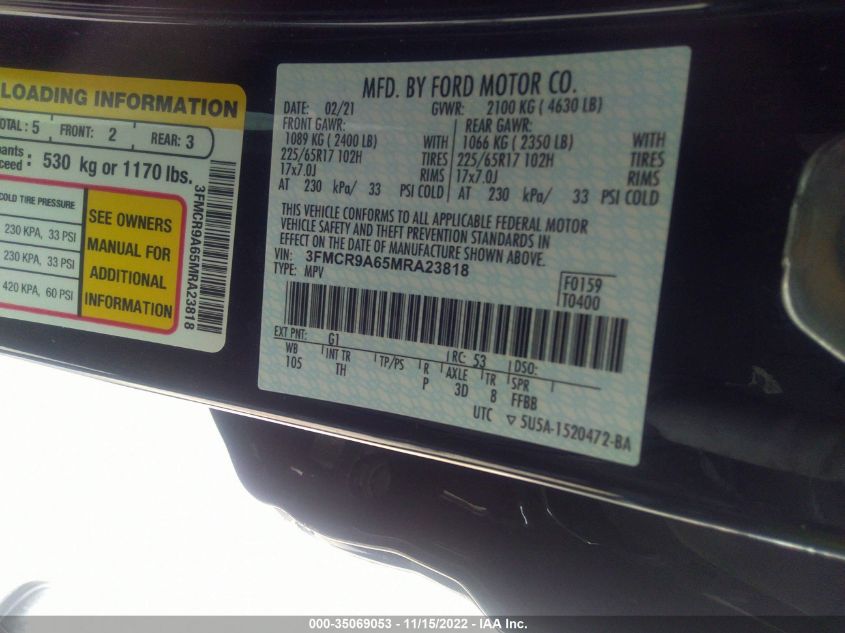 LOADING INFORMATION
TOTAL: 5 FRONT: 2 REAR: 3
530 kg or 1170 lbs.
COLD TIRE PRESSURE
230 KPA, 33 PSI
230 KPA, 33 PSI
420 KPA, 60 PSI
SEE OWNERS
MANUAL FOR
ADDITIONAL
INFORMATION
3FMCR9A65MRA23818
MFD. BY FORD MOTOR CO.
DATE: 02/21 GVWR: 2100 KG (4630 LB)
FRONT GAWR: REAR GAWR:
1089 KG (2400 LB) WITH 1066 KG (2350 LB) WITH
225/65R17 102H TIRES 225/65R17 102H TIRES
17x7.0J RIMS 17x7.0J RIMS
AT 230 kPa/ 33 PSI COLD AT 230 kPa/ 33 PSI COLD
THIS VEHICLE CONFORMS TO ALL APPLICABLE FEDERAL MOTOR
VEHICLE SAFETY AND THEFT PREVENTION STANDARDS IN
EFFECT ON THE DATE OF MANUFACTURE SHOWN ABOVE.
VIN: 3FMCR9A65MRA23818
TYPE: MPV
F0159
T0400
EXT PNT: G1 RC: 53 DSO:
WB INT TR TP/PS R AXLE TR SPR
105 TH P 3D 8 FFBB
UTC ▽ 5U5A-1520472-BA
000-35069053 - 11/15/2022 - IAA Inc.